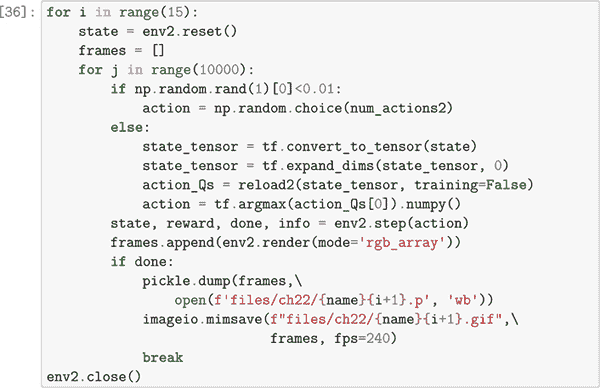 [36]: for i in range(15):
    state = env2.reset()
    frames = []
    for j in range(10000):
        if np.random.rand(1)[0]<0.01:
            action = np.random.choice(num_actions2)
        else:
            state_tensor = tf.convert_to_tensor(state)
            state_tensor = tf.expand_dims(state_tensor, 0)
            action_Qs = reload2(state_tensor, training=False)
            action = tf.argmax(action_Qs[0]).numpy()
        state, reward, done, info = env2.step(action)
        frames.append(env2.render(mode='rgb_array'))
        if done:
            pickle.dump(frames,\
                open(f'files/ch22/{name}{i+1}.p', 'wb'))
            imageio.mimsave(f"files/ch22/{name}{i+1}.gif",\
                            frames, fps=240)
            break
env2.close()